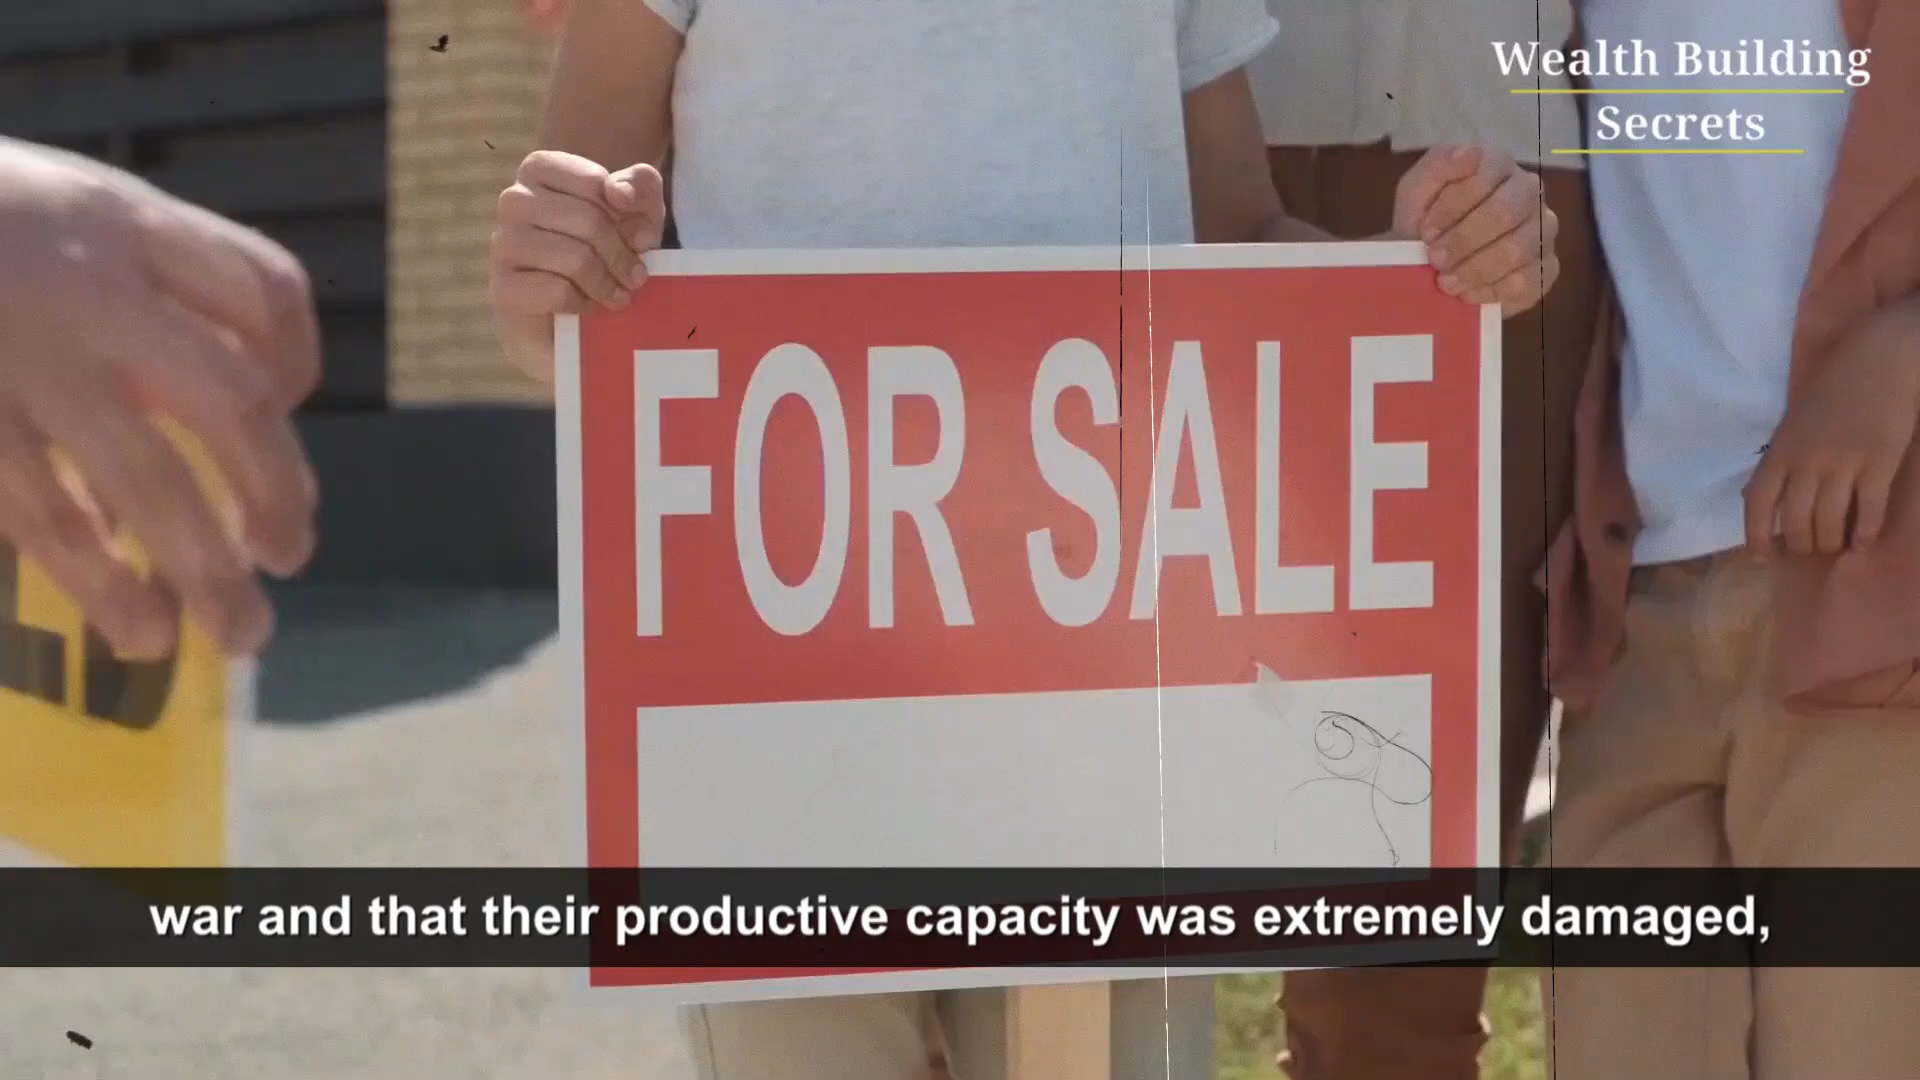 Wealth Building
Secrets
FOR SALE
war and that their productive capacity was extremely damaged,